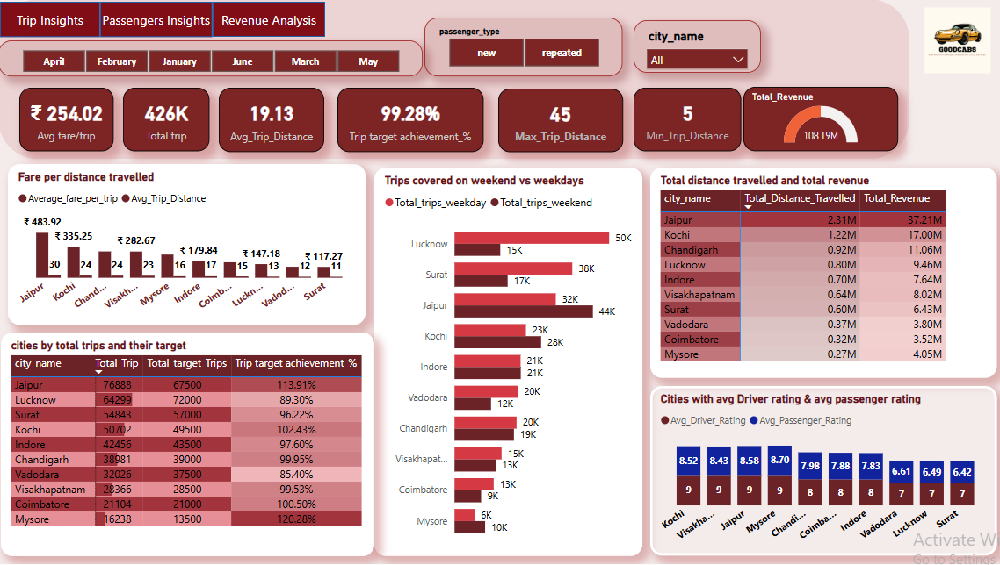 Trip Insights Passengers Insights Revenue Analysis
passenger_type
new repeated
city_name
All
GOODCABS
April February January June March May
₹ 254.02
Avg fare/trip
426K
Total trip
19.13
Avg_Trip_Distance
99.28%
Trip target achievement_%
45
Max_Trip_Distance
5
Min_Trip_Distance
Total_Revenue
108.19M
Fare per distance travelled
Average_fare_per_trip Avg_Trip_Distance
₹ 483.92
₹ 335.25
₹ 282.67
₹ 179.84
₹ 147.18
₹ 117.27
30 24 24 23 16 17 15 13 12 11
Jaipur Kochi Chand... Visakh... Mysore Indore Coimb... Luckn... Vadod... Surat
cities by total trips and their target
city_name Total_Trip Total_target_Trips Trip target achievement_%
Jaipur 76888 67500 113.91%
Lucknow 64299 72000 89.30%
Surat 54843 57000 96.22%
Kochi 50702 49500 102.43%
Indore 42456 43500 97.60%
Chandigarh 38981 39000 99.95%
Vadodara 32026 37500 85.40%
Visakhapatnam 28366 28500 99.53%
Coimbatore 21104 21000 100.50%
Mysore 16238 13500 120.28%
Trips covered on weekend vs weekdays
Total_trips_weekday Total_trips_weekend
Lucknow 50K 15K
Surat 38K 17K
Jaipur 32K 44K
Kochi 23K 28K
Indore 21K 21K
Vadodara 20K 12K
Chandigarh 20K 19K
Visakhapat... 15K 13K
Coimbatore 13K 9K
Mysore 6K 10K
Total distance travelled and total revenue
city_name Total_Distance_Travelled Total_Revenue
Jaipur 2.31M 37.21M
Kochi 1.22M 17.00M
Chandigarh 0.92M 11.06M
Lucknow 0.80M 9.46M
Indore 0.70M 7.64M
Visakhapatnam 0.64M 8.02M
Surat 0.60M 6.43M
Vadodara 0.37M 3.80M
Coimbatore 0.32M 3.52M
Mysore 0.27M 4.05M
Cities with avg Driver rating & avg passenger rating
Avg_Driver_Rating Avg_Passenger_Rating
8.52 8.43 8.58 8.70 7.98 7.88 7.83 6.61 6.49 6.42
9 9 9 9 8 8 8 7 7 7
Kochi Visakha... Jaipur Mysore Chandi... Coimba... Indore Vadodara Lucknow Surat
Activate Wi
Go to Settings